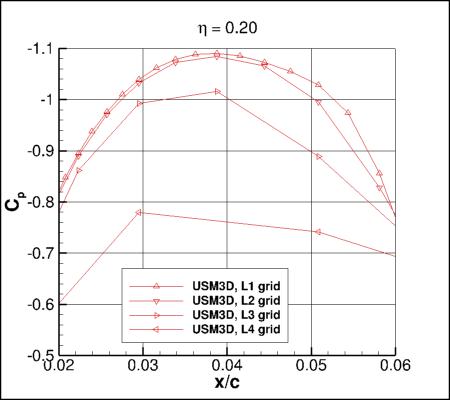 η = 0.20
-1.1
-1
-0.9
-0.8
-0.7
-0.6
-0.5
Cp
USM3D, L1 grid
USM3D, L2 grid
USM3D, L3 grid
USM3D, L4 grid
0.02 0.03 0.04 0.05 0.06
x/c